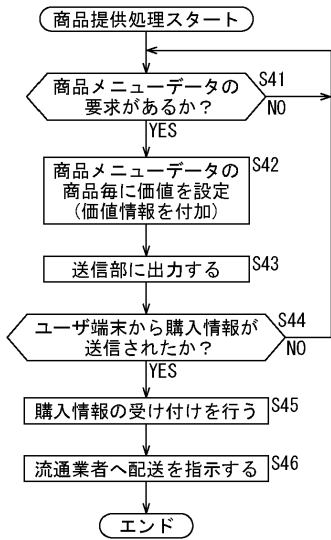 商品提供処理スタート
商品メニューデータの
要求があるか？
S41
NO
YES
商品メニューデータの
商品毎に価値を設定
(価値情報を付加)
S42
送信部に出力する
S43
ユーザ端末から購入情報が
送信されたか？
S44
NO
YES
購入情報の受け付けを行う
S45
流通業者へ配送を指示する
S46
エンド